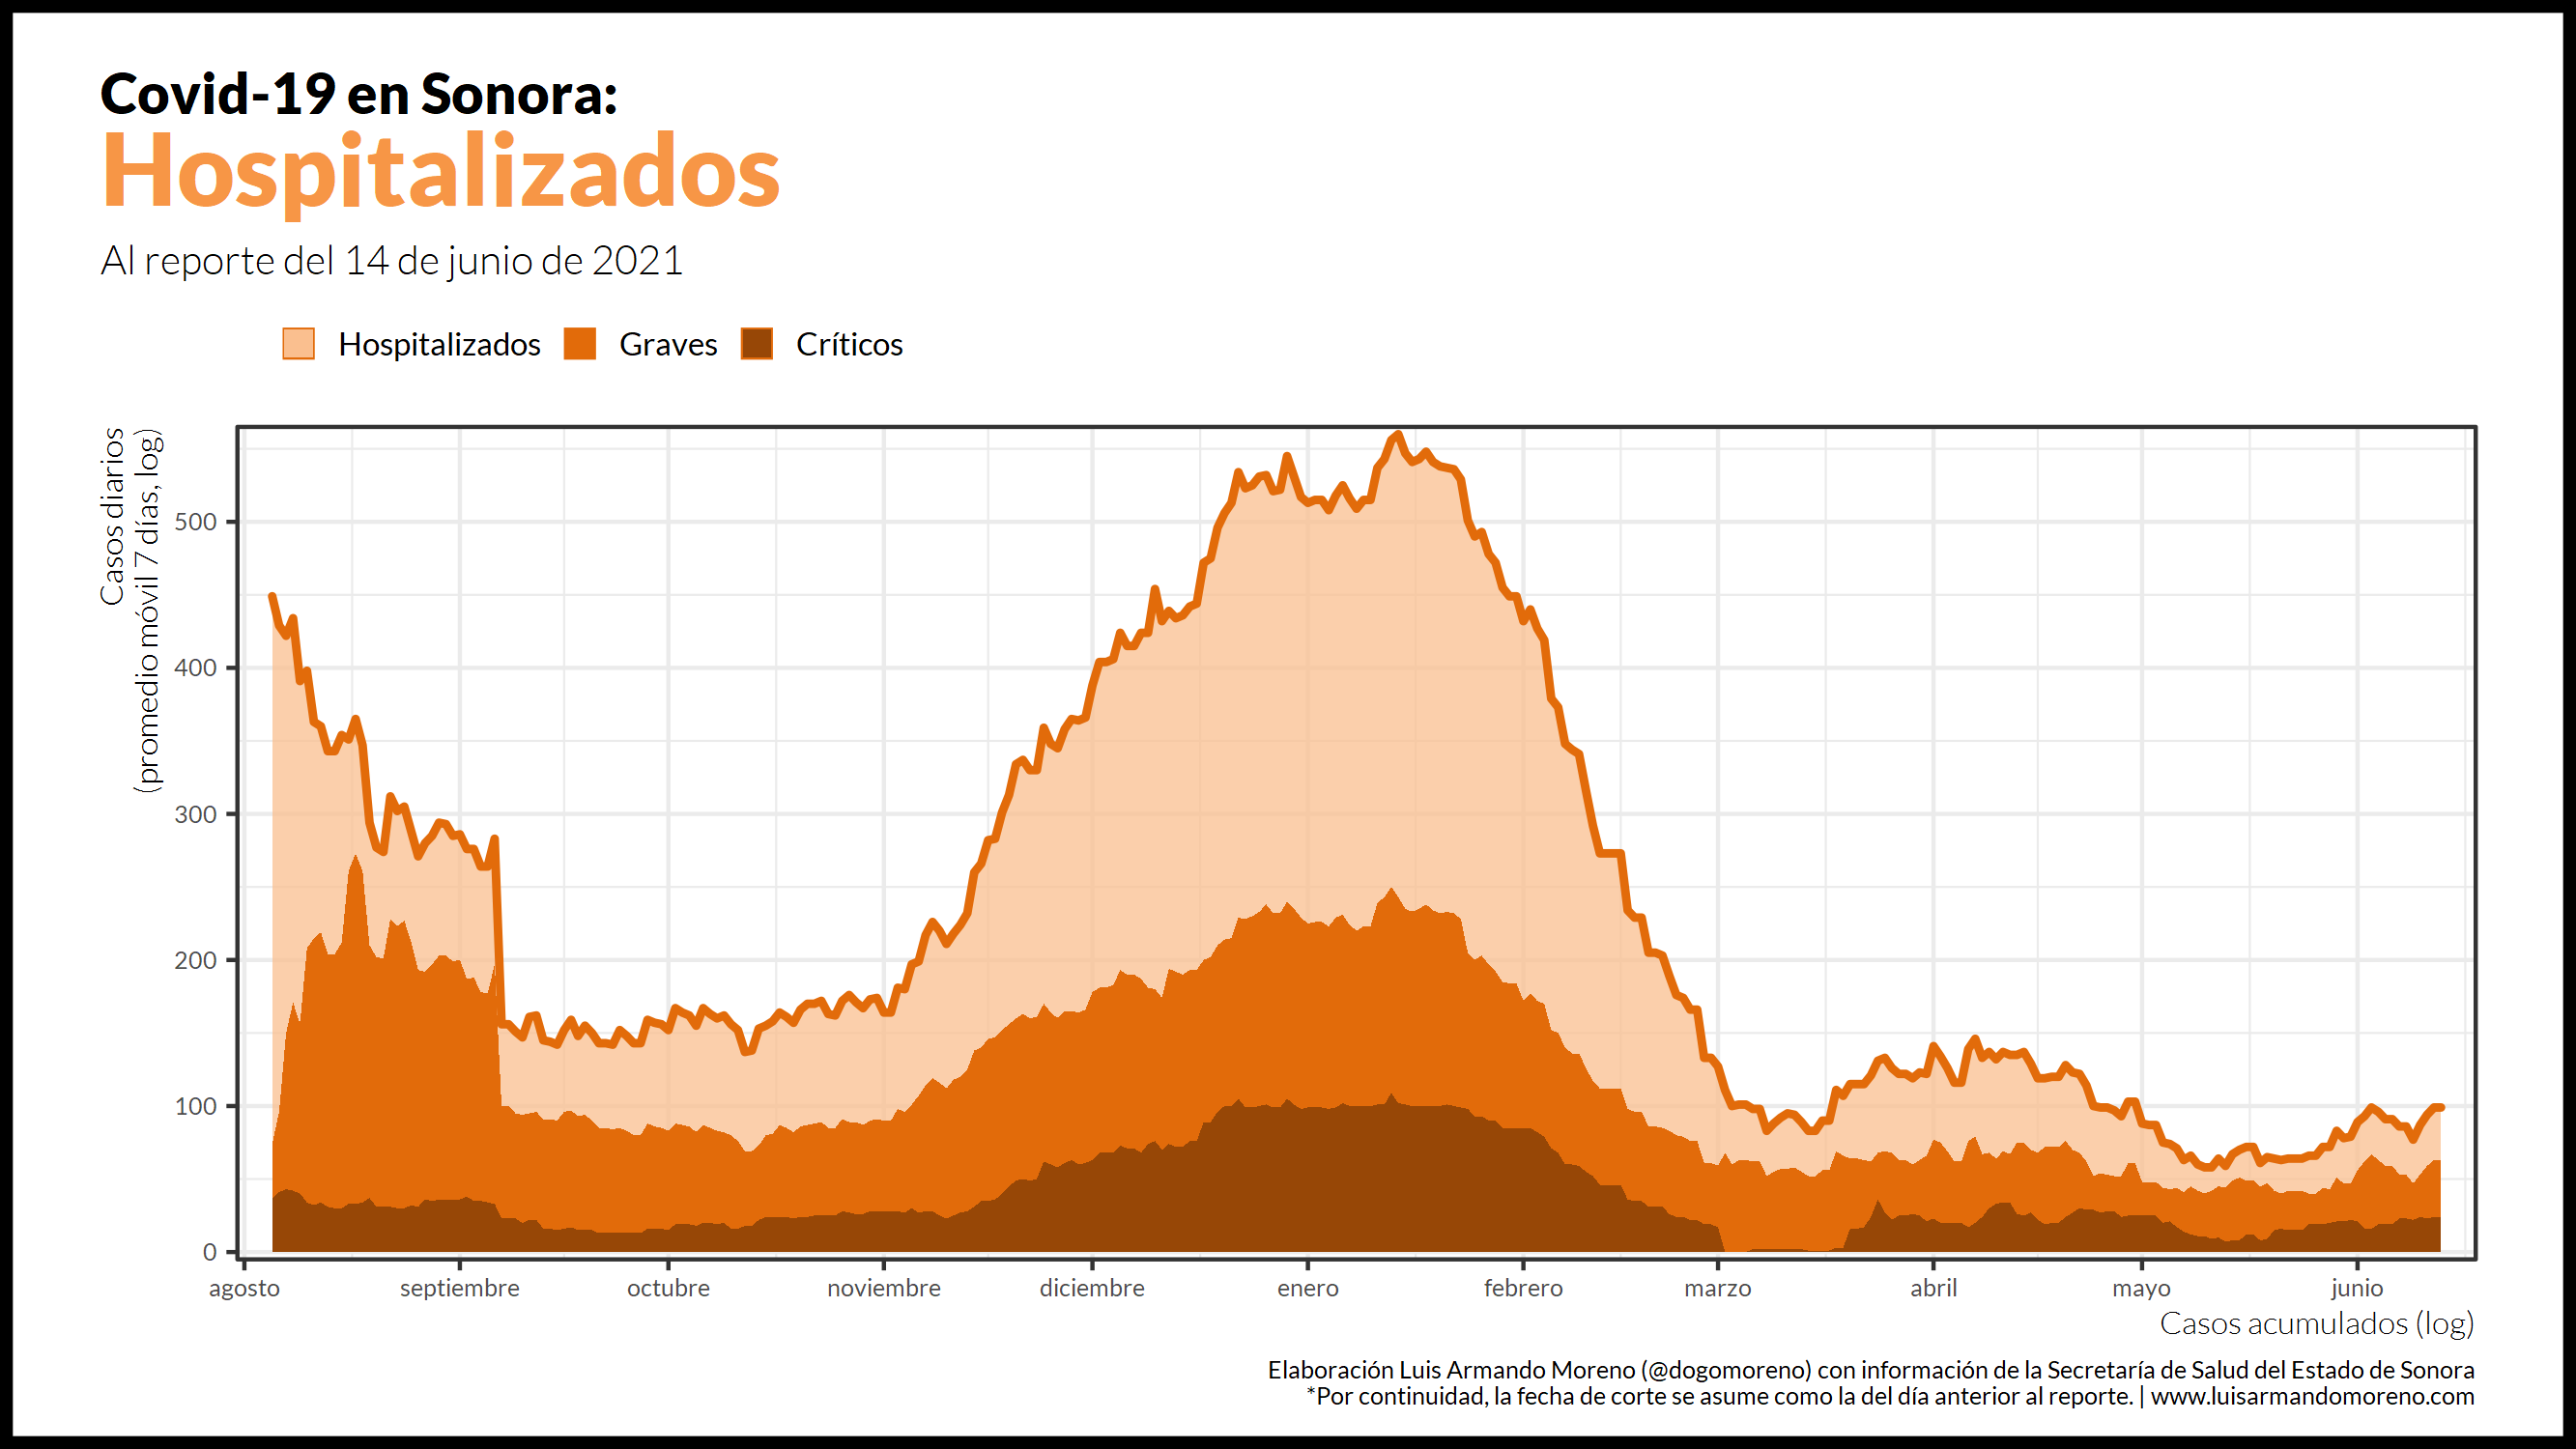 Covid-19 en Sonora:
Hospitalizados
Al reporte del 14 de junio de 2021
Hospitalizados Graves Críticos
Casos diarios
(promedio móvil 7 días, log)
500
400
300
200
100
0
agosto septiembre octubre noviembre diciembre enero febrero marzo abril mayo junio
Casos acumulados (log)
Elaboración Luis Armando Moreno (@dogomoreno) con información de la Secretaría de Salud del Estado de Sonora
*Por continuidad, la fecha de corte se asume como la del día anterior al reporte. | www.luisarmandomoreno.com